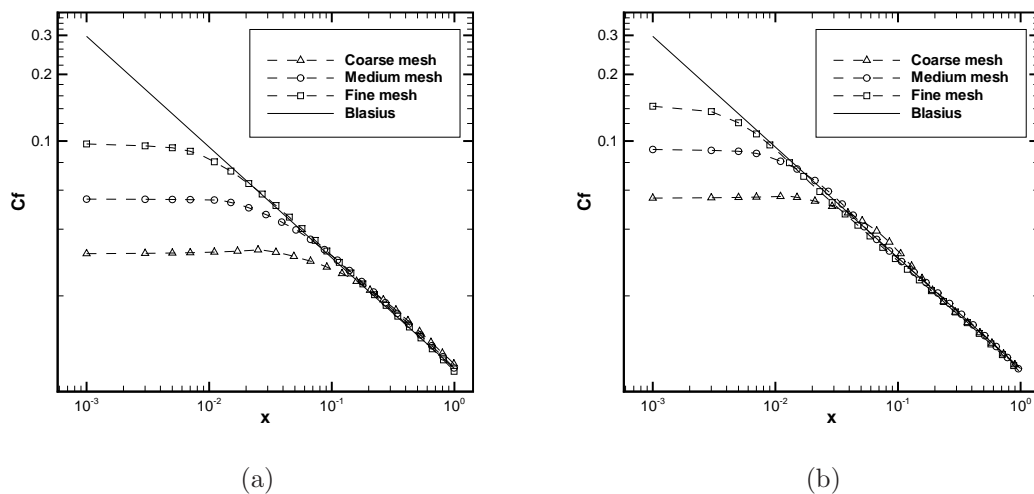 Cf
0.3
0.2
0.1
Coarse mesh
Medium mesh
Fine mesh
Blasius
10⁻³
10⁻²
10⁻¹
10⁰
x
(a)
Cf
0.3
0.2
0.1
Coarse mesh
Medium mesh
Fine mesh
Blasius
10⁻³
10⁻²
10⁻¹
10⁰
x
(b)